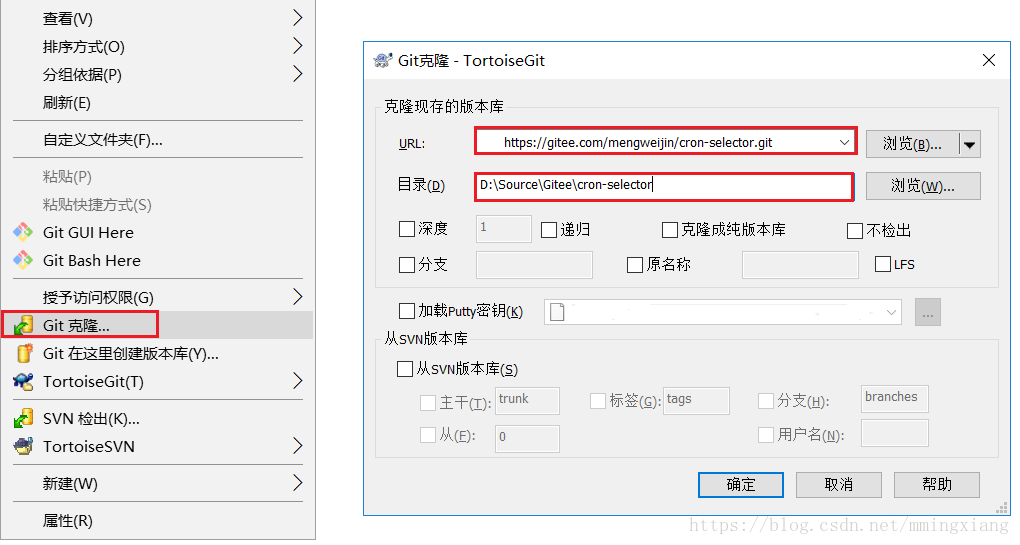 查看(V)
排序方式(O)
分组依据(P)
刷新(E)
自定义文件夹(F)...
粘贴(P)
粘贴快捷方式(S)
Git GUI Here
Git Bash Here
授予访问权限(G)
Git 克隆...
Git 在这里创建版本库(Y)...
TortoiseGit(T)
SVN 检出(K)...
TortoiseSVN
新建(W)
属性(R)
Git克隆 - TortoiseGit
克隆现存的版本库
URL: https://gitee.com/mengweijin/cron-selector.git 浏览(B)...
目录(D) D:\Source\Gitee\cron-selector 浏览(W)...
深度 1 递归 克隆成纯版本库 不检出
分支 原名称 LFS
加载Putty密钥(K) ...
从SVN版本库
从SVN版本库(S)
主干(T): trunk 标签(G): tags 分支(H): branches
从(F): 0 用户名(N):
确定 取消 帮助
https://blog.csdn.net/mmingxiang